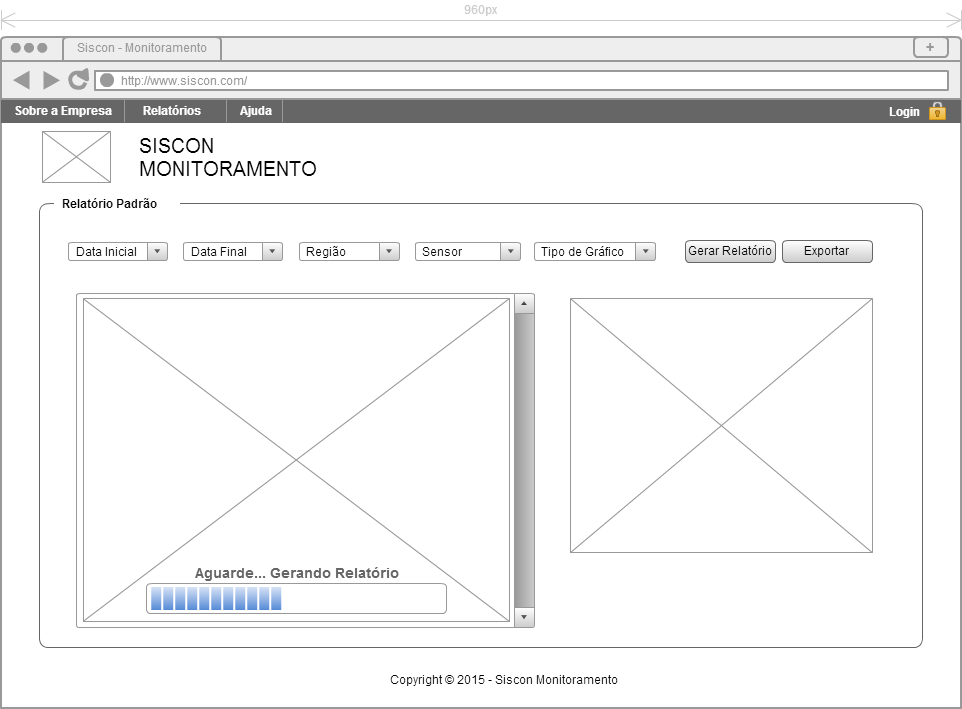 960px
Siscon - Monitoramento
+
http://www.siscon.com/
Sobre a Empresa Relatórios Ajuda Login
SISCON
MONITORAMENTO
Relatório Padrão
Data Inicial Data Final Região Sensor Tipo de Gráfico Gerar Relatório Exportar
Aguarde... Gerando Relatório
Copyright © 2015 - Siscon Monitoramento